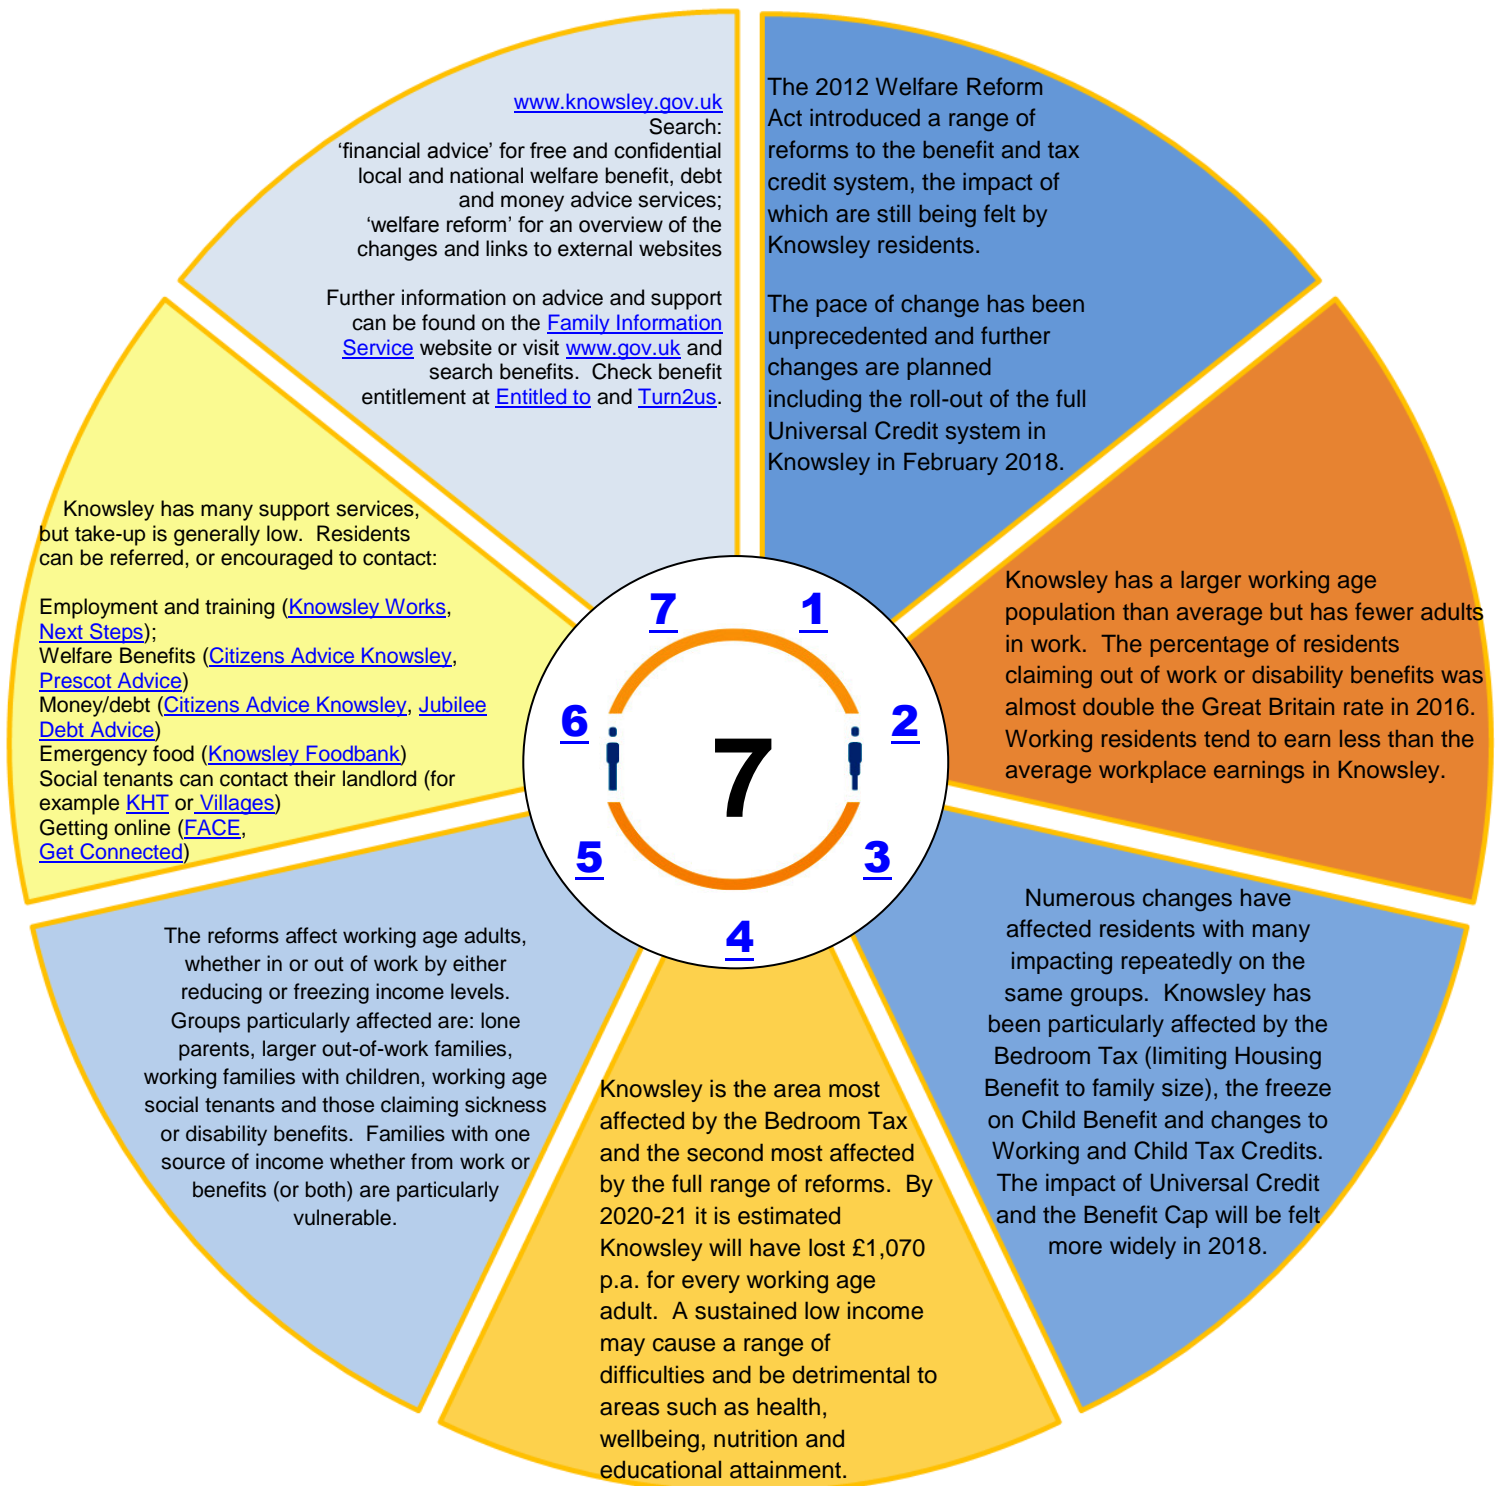 The 2012 Welfare Reform
Act introduced a range of
reforms to the benefit and tax
credit system, the impact of
which are still being felt by
Knowsley residents.
The pace of change has been
unprecedented and further
changes are planned
including the roll-out of the full
Universal Credit system in
Knowsley in February 2018.
Knowsley has a larger working age
population than average but has fewer adults
in work.  The percentage of residents
claiming out of work or disability benefits was
almost double the Great Britain rate in 2016.
Working residents tend to earn less than the
average workplace earnings in Knowsley.
Numerous changes have
affected residents with many
impacting repeatedly on the
same groups.  Knowsley has
been particularly affected by the
Bedroom Tax (limiting Housing
Benefit to family size), the freeze
on Child Benefit and changes to
Working and Child Tax Credits.
The impact of Universal Credit
and the Benefit Cap will be felt
more widely in 2018.
Knowsley is the area most
affected by the Bedroom Tax
and the second most affected
by the full range of reforms.  By
2020-21 it is estimated
Knowsley will have lost £1,070
p.a. for every working age
adult.  A sustained low income
may cause a range of
difficulties and be detrimental to
areas such as health,
wellbeing, nutrition and
educational attainment.
The reforms affect working age adults,
whether in or out of work by either
reducing or freezing income levels.
Groups particularly affected are: lone
parents, larger out-of-work families,
working families with children, working age
social tenants and those claiming sickness
or disability benefits.  Families with one
source of income whether from work or
benefits (or both) are particularly
vulnerable.
Knowsley has many support services,
but take-up is generally low.  Residents
can be referred, or encouraged to contact:
Employment and training (Knowsley Works,
Next Steps);
Welfare Benefits (Citizens Advice Knowsley,
Prescot Advice)
Money/debt (Citizens Advice Knowsley, Jubilee
Debt Advice)
Emergency food (Knowsley Foodbank)
Social tenants can contact their landlord (for
example KHT or Villages)
Getting online (FACE,
Get Connected)
www.knowsley.gov.uk
Search:
‘financial advice’ for free and confidential
local and national welfare benefit, debt
and money advice services;
‘welfare reform’ for an overview of the
changes and links to external websites
Further information on advice and support
can be found on the Family Information
Service website or visit www.gov.uk and
search benefits.  Check benefit
entitlement at Entitled to and Turn2us.
1
2
3
4
5
6
7
7